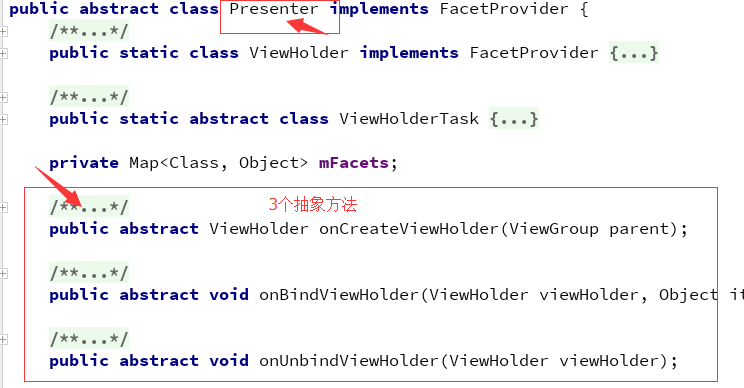 public abstract class Presenter implements FacetProvider {
/**...*/
public static class ViewHolder implements FacetProvider {...}
/**...*/
public static abstract class ViewHolderTask {...}
private Map<Class, Object> mFacets;
/**...*/ 3个抽象方法
public abstract ViewHolder onCreateViewHolder(ViewGroup parent);
/**...*/
public abstract void onBindViewHolder(ViewHolder viewHolder, Object it
/**...*/
public abstract void onUnbindViewHolder(ViewHolder viewHolder);